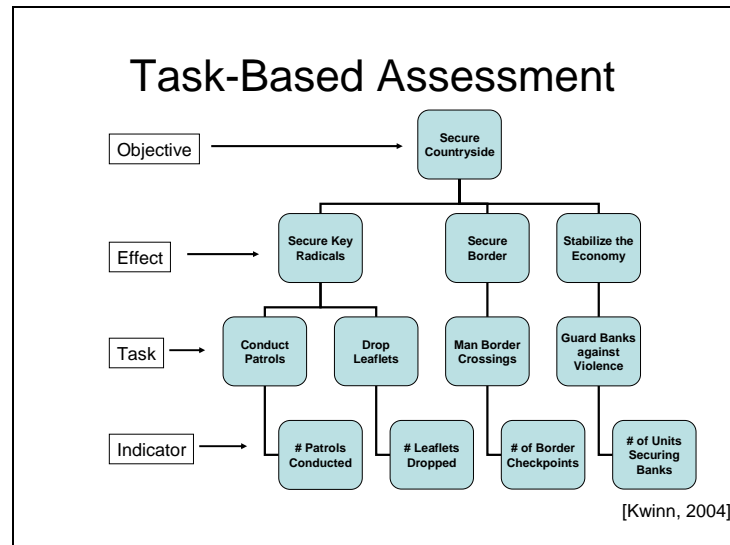 Task-Based Assessment
Objective
Secure
Countryside
Effect
Secure Key
Radicals
Secure
Border
Stabilize the
Economy
Task
Conduct
Patrols
Drop
Leaflets
Man Border
Crossings
Guard Banks
against
Violence
Indicator
# Patrols
Conducted
# Leaflets
Dropped
# of Border
Checkpoints
# of Units
Securing
Banks
[Kwinn, 2004]